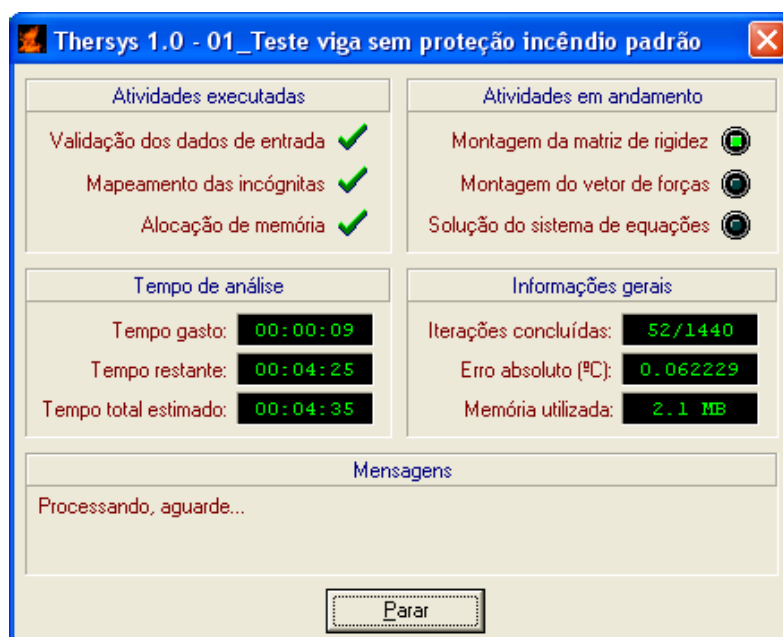 Thersys 1.0 - 01_Teste viga sem proteção incêndio padrão
Atividades executadas
Validação dos dados de entrada
Mapeamento das incógnitas
Alocação de memória
Atividades em andamento
Montagem da matriz de rigidez
Montagem do vetor de forças
Solução do sistema de equações
Tempo de análise
Tempo gasto: 00:00:09
Tempo restante: 00:04:25
Tempo total estimado: 00:04:35
Informações gerais
Iterações concluídas: 52/1440
Erro absoluto (ºC): 0.062229
Memória utilizada: 2.1 MB
Mensagens
Processando, aguarde...
Parar